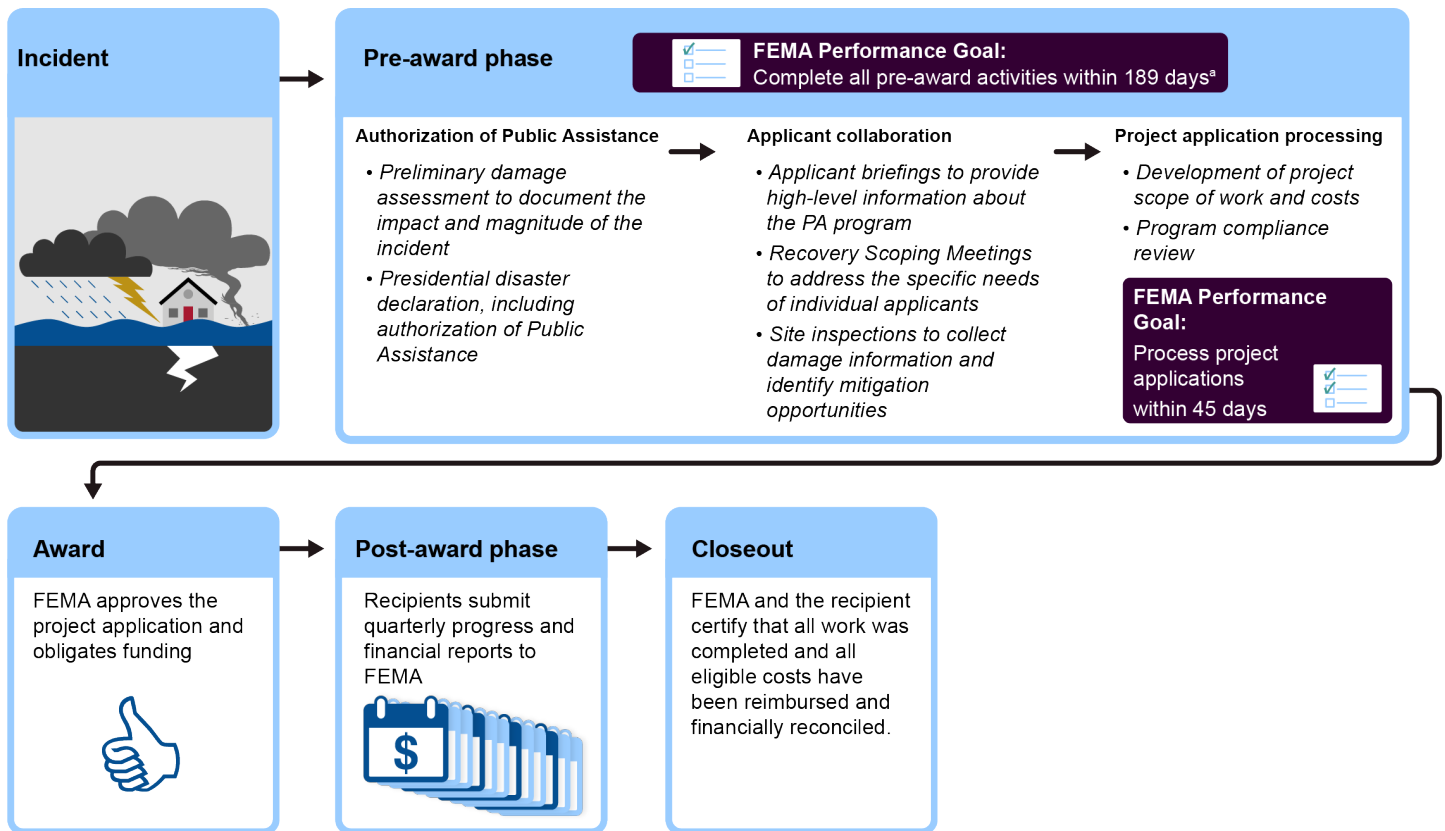 Incident
Pre-award phase
FEMA Performance Goal:
Complete all pre-award activities within 189 daysᵃ
Authorization of Public Assistance
• Preliminary damage
assessment to document the
impact and magnitude of the
incident
• Presidential disaster
declaration, including
authorization of Public
Assistance
Applicant collaboration
• Applicant briefings to provide
high-level information about
the PA program
• Recovery Scoping Meetings
to address the specific needs
of individual applicants
• Site inspections to collect
damage information and
identify mitigation
opportunities
Project application processing
• Development of project
scope of work and costs
• Program compliance
review
FEMA Performance
Goal:
Process project
applications
within 45 days
Award
FEMA approves the
project application and
obligates funding
Post-award phase
Recipients submit
quarterly progress and
financial reports to
FEMA
$
Closeout
FEMA and the recipient
certify that all work was
completed and all
eligible costs have
been reimbursed and
financially reconciled.